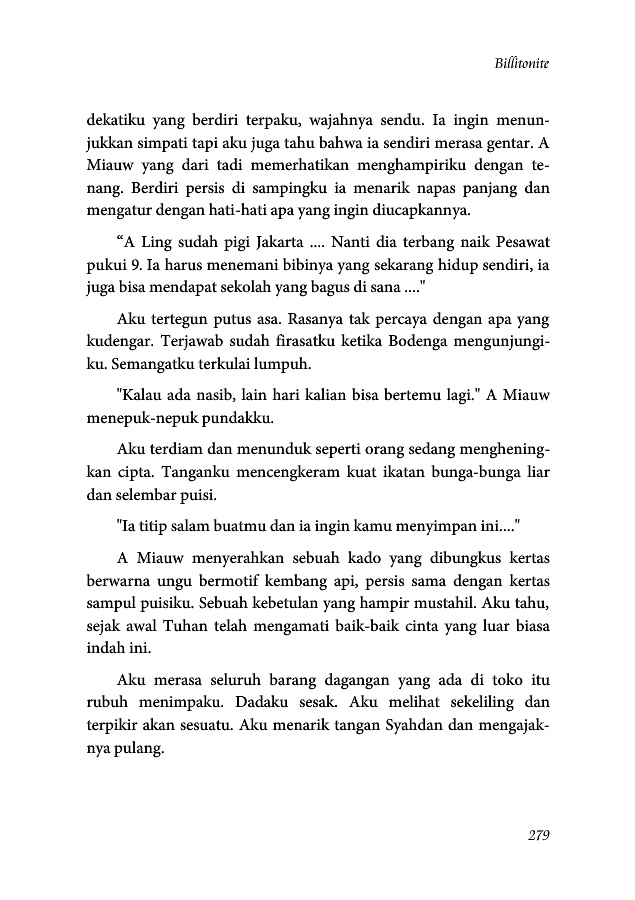 Billitonite
dekatiku yang berdiri terpaku, wajahnya sendu. Ia ingin menun-
jukkan simpati tapi aku juga tahu bahwa ia sendiri merasa gentar. A
Miauw yang dari tadi memerhatikan menghampiriku dengan te-
nang. Berdiri persis di sampingku ia menarik napas panjang dan
mengatur dengan hati-hati apa yang ingin diucapkannya.
“A Ling sudah pigi Jakarta .... Nanti dia terbang naik Pesawat
pukui 9. Ia harus menemani bibinya yang sekarang hidup sendiri, ia
juga bisa mendapat sekolah yang bagus di sana ...."
Aku tertegun putus asa. Rasanya tak percaya dengan apa yang
kudengar. Terjawab sudah firasatku ketika Bodenga mengunjungi-
ku. Semangatku terkulai lumpuh.
"Kalau ada nasib, lain hari kalian bisa bertemu lagi." A Miauw
menepuk-nepuk pundakku.
Aku terdiam dan menunduk seperti orang sedang menghening-
kan cipta. Tanganku mencengkeram kuat ikatan bunga-bunga liar
dan selembar puisi.
"Ia titip salam buatmu dan ia ingin kamu menyimpan ini...."
A Miauw menyerahkan sebuah kado yang dibungkus kertas
berwarna ungu bermotif kembang api, persis sama dengan kertas
sampul puisiku. Sebuah kebetulan yang hampir mustahil. Aku tahu,
sejak awal Tuhan telah mengamati baik-baik cinta yang luar biasa
indah ini.
Aku merasa seluruh barang dagangan yang ada di toko itu
rubuh menimpaku. Dadaku sesak. Aku melihat sekeliling dan
terpikir akan sesuatu. Aku menarik tangan Syahdan dan mengajak-
nya pulang.
279